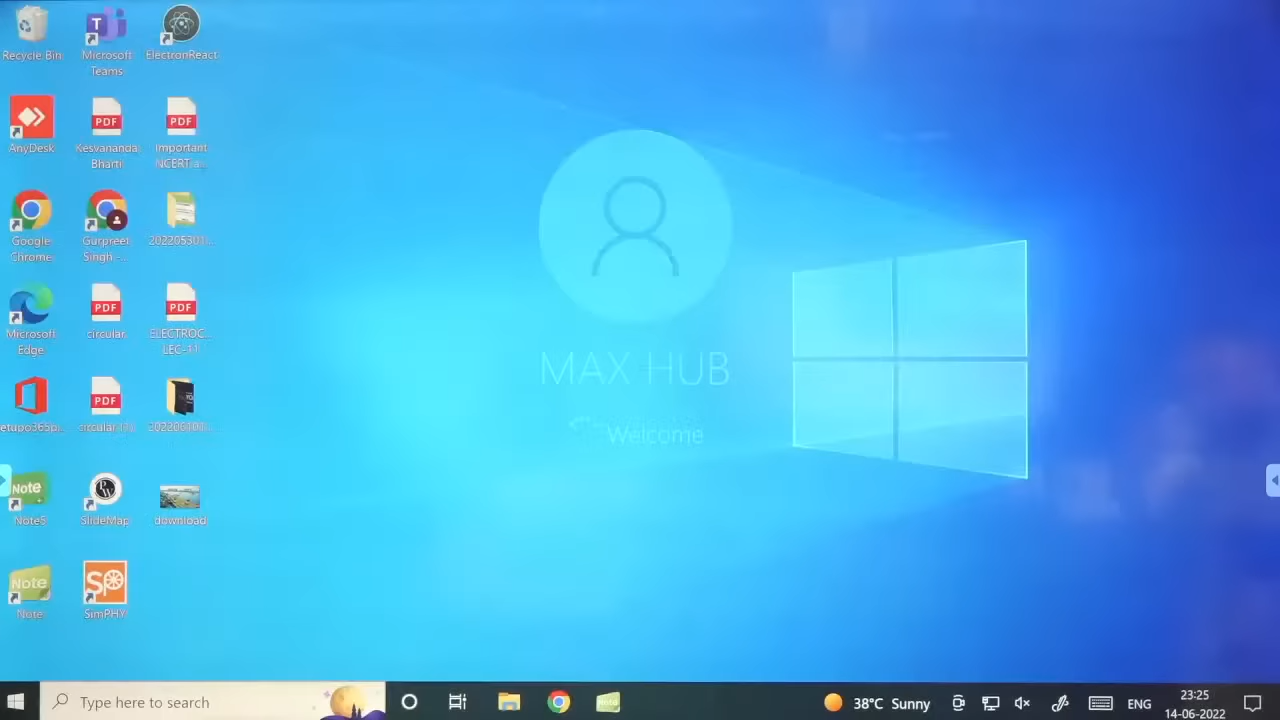 Recycle Bin
Microsoft
Teams
ElectronReact
AnyDesk
PDF
Kesvananda
Bharti
PDF
Important
NCERT a...
Google
Chrome
Gurpreet
Singh -...
Microsoft
Edge
PDF
circular
PDF
ELECTROC...
LEC-11
PDF
circular (1)
Note
Note5
SlideMap
download
Note
Note
SP
SimPHY
MAX HUB
Welcome
Type here to search
Note
38°C Sunny
ENG
23:25
14-06-2022